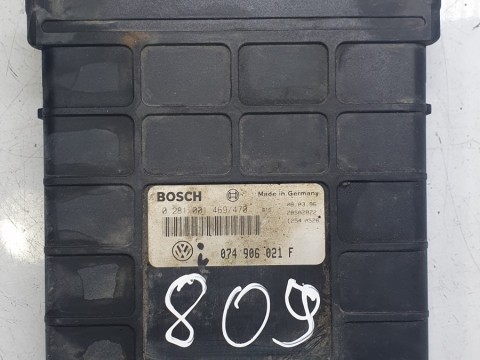 BOSCH Made in Germany
0 281 001 469/470
074 906 021 F
809